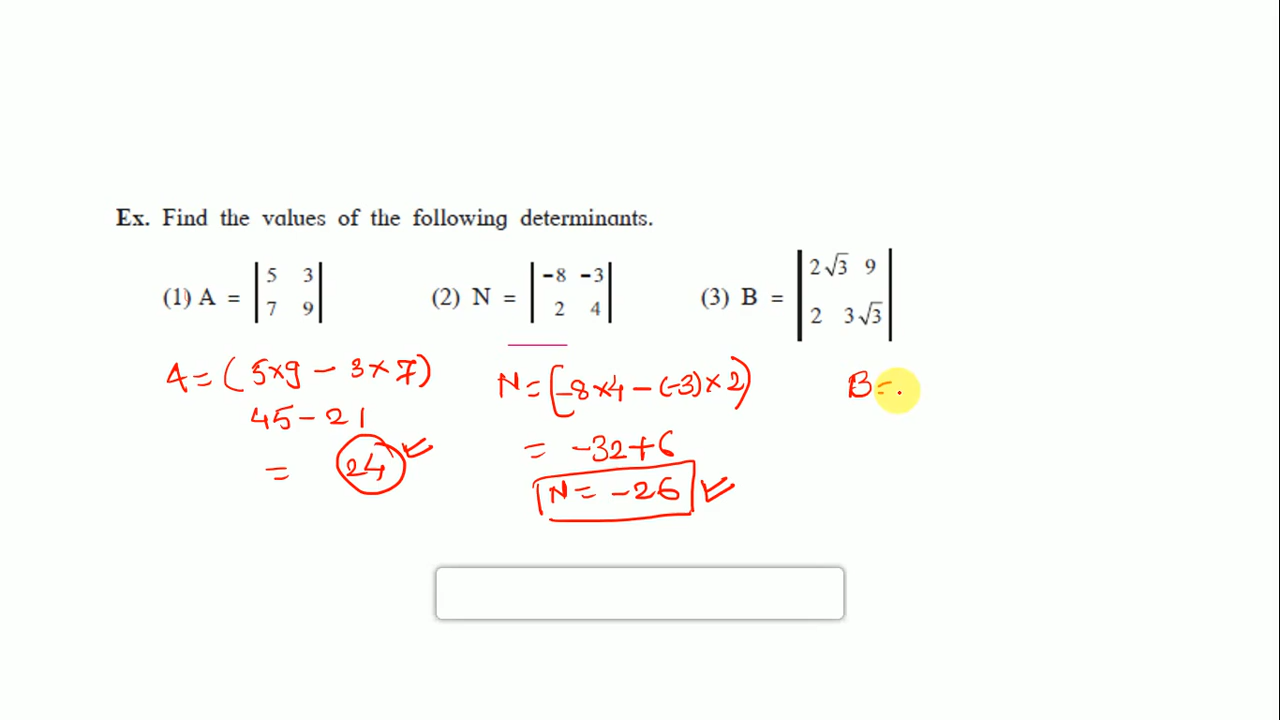 Ex. Find the values of the following determinants.
(1) A = | 5 3 | (2) N = | -8 -3 | (3) B = | 2√3 9 |
| 7 9 | | 2 4 | | 2 3√3 |
A = (5×9 - 3×7) N = [-8×4 - (-3)×2) B = .
45 - 21 = -32+6
= 24 N = -26